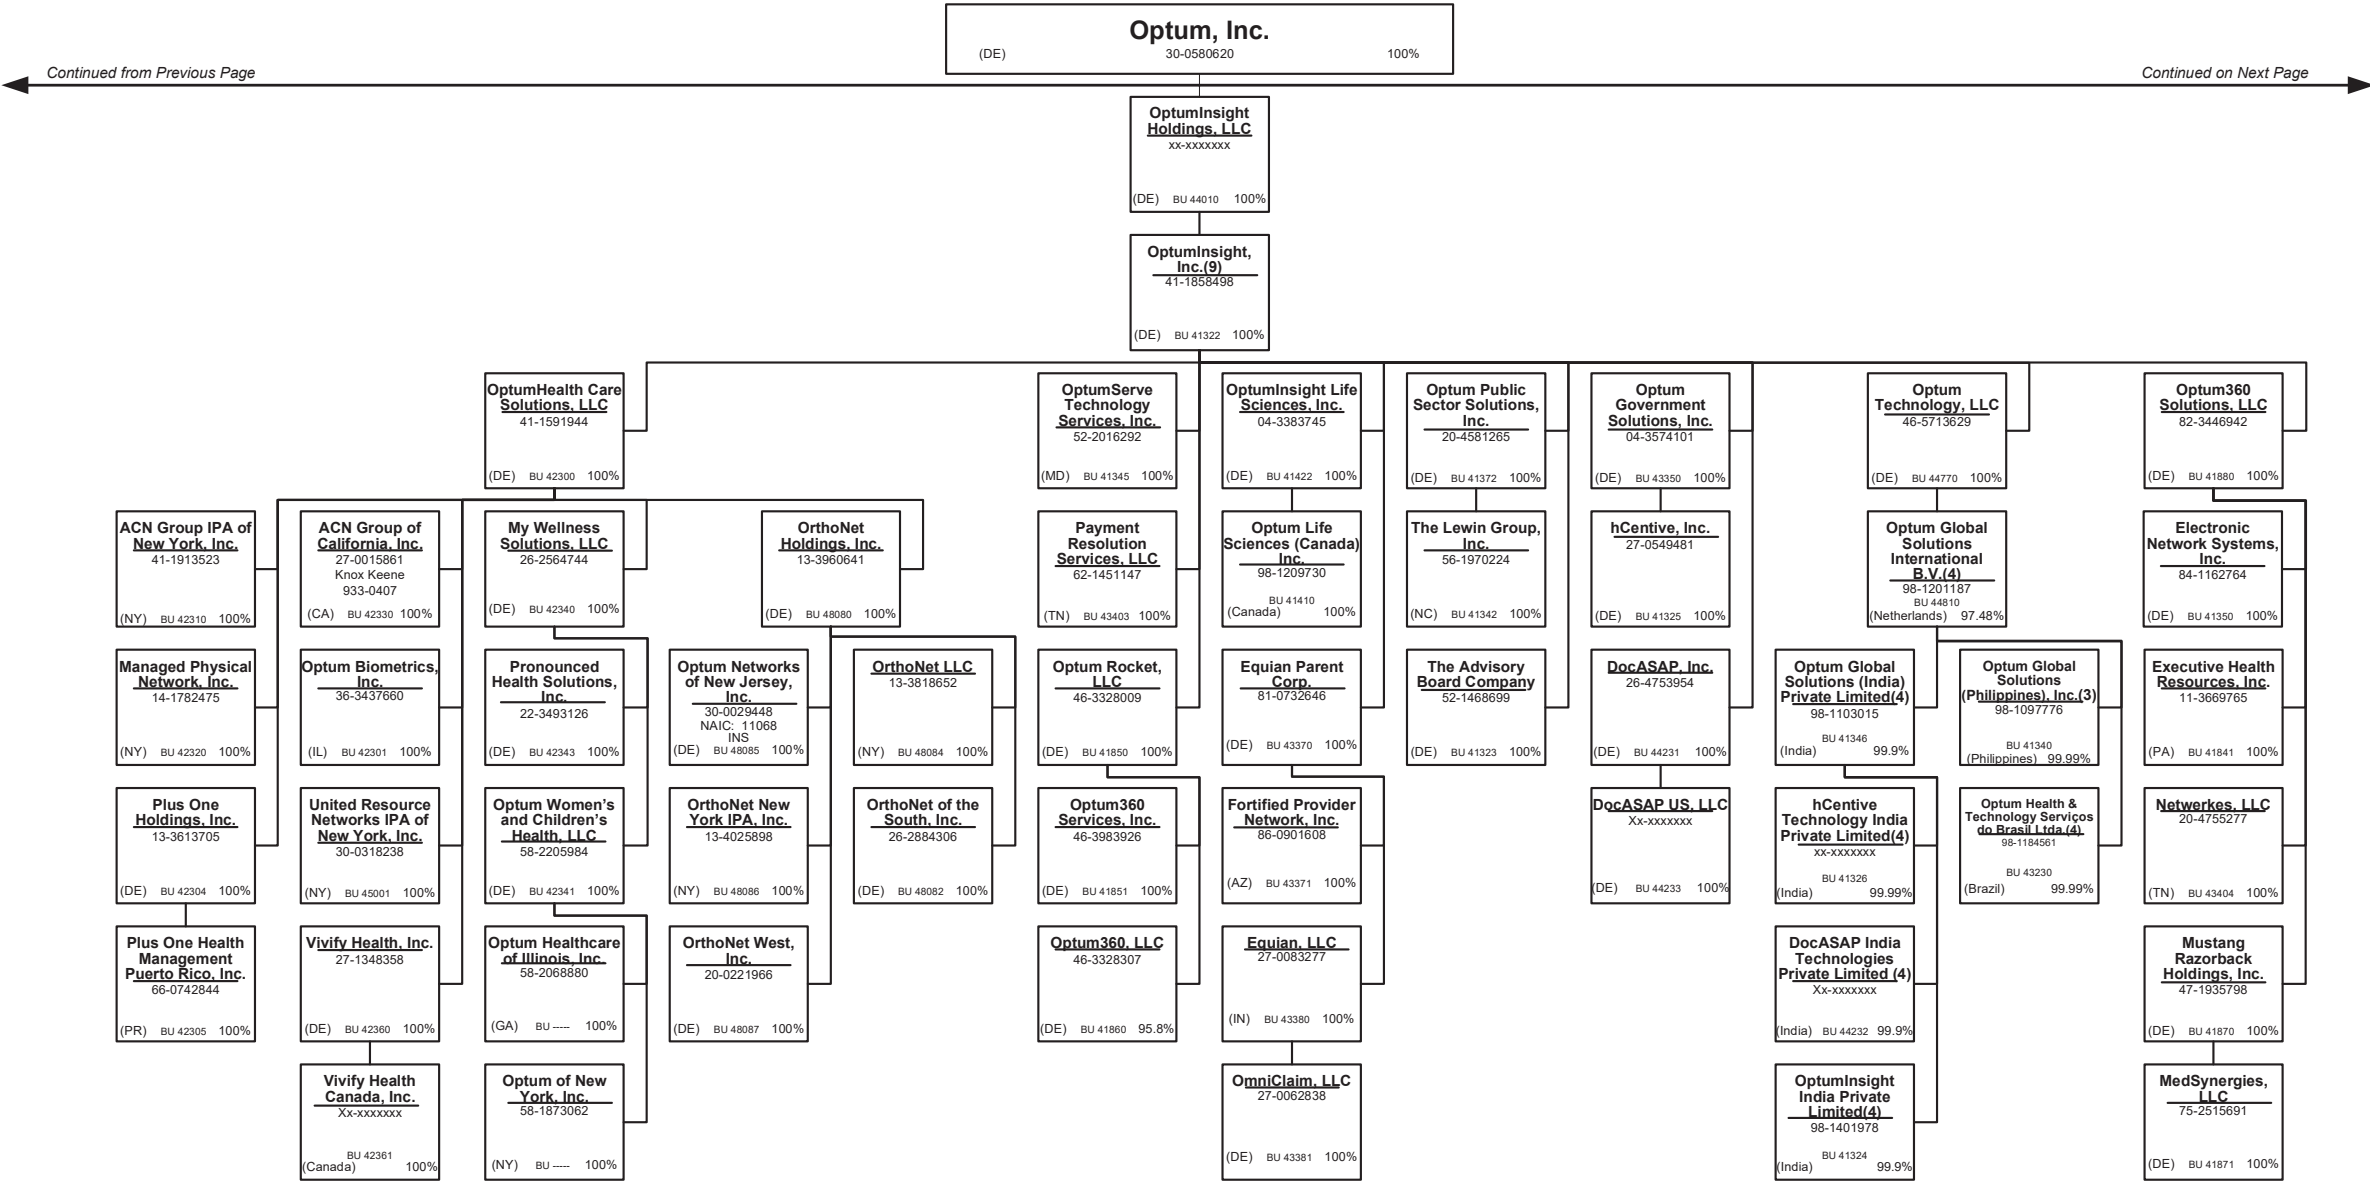 Optum, Inc.
(DE) 30-0580620 100%
Continued from Previous Page
Continued on Next Page
OptumInsight
Holdings, LLC
xx-xxxxxxx
(DE) BU 44010 100%
OptumInsight,
Inc.(9)
41-1858498
(DE) BU 41322 100%
OptumHealth Care
Solutions, LLC
41-1591944
(DE) BU 42300 100%
OptumServe
Technology
Services, Inc.
52-2016292
(MD) BU 41345 100%
OptumInsight Life
Sciences, Inc.
04-3383745
(DE) BU 41422 100%
Optum Public
Sector Solutions,
Inc.
20-4581265
(DE) BU 41372 100%
Optum
Government
Solutions, Inc.
04-3574101
(DE) BU 43350 100%
Optum
Technology, LLC
46-5713629
(DE) BU 44770 100%
Optum360
Solutions, LLC
82-3446942
(DE) BU 41880 100%
ACN Group IPA of
New York, Inc.
41-1913523
(NY) BU 42310 100%
ACN Group of
California, Inc.
27-0015861
Knox Keene
933-0407
(CA) BU 42330 100%
My Wellness
Solutions, LLC
26-2564744
(DE) BU 42340 100%
OrthoNet
Holdings, Inc.
13-3960641
(DE) BU 48080 100%
Payment
Resolution
Services, LLC
62-1451147
(TN) BU 43403 100%
Optum Life
Sciences (Canada)
Inc.
98-1209730
BU 41410
(Canada) 100%
The Lewin Group,
Inc.
56-1970224
(NC) BU 41342 100%
hCentive, Inc.
27-0549481
(DE) BU 41325 100%
Optum Global
Solutions
International
B.V.(4)
98-1201187
BU 44810
(Netherlands) 97.48%
Electronic
Network Systems,
Inc.
84-1162764
(DE) BU 41350 100%
Managed Physical
Network, Inc.
14-1782475
(NY) BU 42320 100%
Optum Biometrics,
Inc.
36-3437660
(IL) BU 42301 100%
Pronounced
Health Solutions,
Inc.
22-3493126
(DE) BU 42343 100%
Optum Networks
of New Jersey,
Inc.
30-0029448
NAIC: 11068
INS
(DE) BU 48085 100%
OrthoNet LLC
13-3818652
(NY) BU 48084 100%
Optum Rocket,
LLC
46-3328009
(DE) BU 41850 100%
Equian Parent
Corp.
81-0732646
(DE) BU 43370 100%
The Advisory
Board Company
52-1468699
(DE) BU 41323 100%
DocASAP, Inc.
26-4753954
(DE) BU 44231 100%
Optum Global
Solutions (India)
Private Limited(4)
98-1103015
BU 41346
(India) 99.9%
Optum Global
Solutions
(Philippines), Inc.(3)
98-1097776
BU 41340
(Philippines) 99.99%
Executive Health
Resources, Inc.
11-3669765
(PA) BU 41841 100%
Plus One
Holdings, Inc.
13-3613705
(DE) BU 42304 100%
United Resource
Networks IPA of
New York, Inc.
30-0318238
(NY) BU 45001 100%
Optum Women's
and Children's
Health, LLC
58-2205984
(DE) BU 42341 100%
OrthoNet New
York IPA, Inc.
13-4025898
(NY) BU 48086 100%
OrthoNet of the
South, Inc.
26-2884306
(DE) BU 48082 100%
Optum360
Services, Inc.
46-3983926
(DE) BU 41851 100%
Fortified Provider
Network, Inc.
86-0901608
(AZ) BU 43371 100%
DocASAP US, LLC
Xx-xxxxxxx
(DE) BU 44233 100%
hCentive
Technology India
Private Limited(4)
xx-xxxxxxx
BU 41326
(India) 99.99%
Optum Health &
Technology Serviços
do Brasil Ltda.(4)
98-1184561
BU 43230
(Brazil) 99.99%
Netwerkes, LLC
20-4755277
(TN) BU 43404 100%
Plus One Health
Management
Puerto Rico, Inc.
66-0742844
(PR) BU 42305 100%
Vivify Health, Inc.
27-1348358
(DE) BU 42360 100%
Optum Healthcare
of Illinois, Inc.
58-2068880
(GA) BU ----- 100%
OrthoNet West,
Inc.
20-0221966
(DE) BU 48087 100%
Optum360, LLC
46-3328307
(DE) BU 41860 95.8%
Equian, LLC
27-0083277
(IN) BU 43380 100%
DocASAP India
Technologies
Private Limited (4)
Xx-xxxxxxx
(India) BU 44232 99.9%
Mustang
Razorback
Holdings, Inc.
47-1935798
(DE) BU 41870 100%
Vivify Health
Canada, Inc.
Xx-xxxxxxx
BU 42361
(Canada) 100%
Optum of New
York, Inc.
58-1873062
(NY) BU ----- 100%
OmniClaim, LLC
27-0062838
(DE) BU 43381 100%
OptumInsight
India Private
Limited(4)
98-1401978
BU 41324
(India) 99.9%
MedSynergies,
LLC
75-2515691
(DE) BU 41871 100%